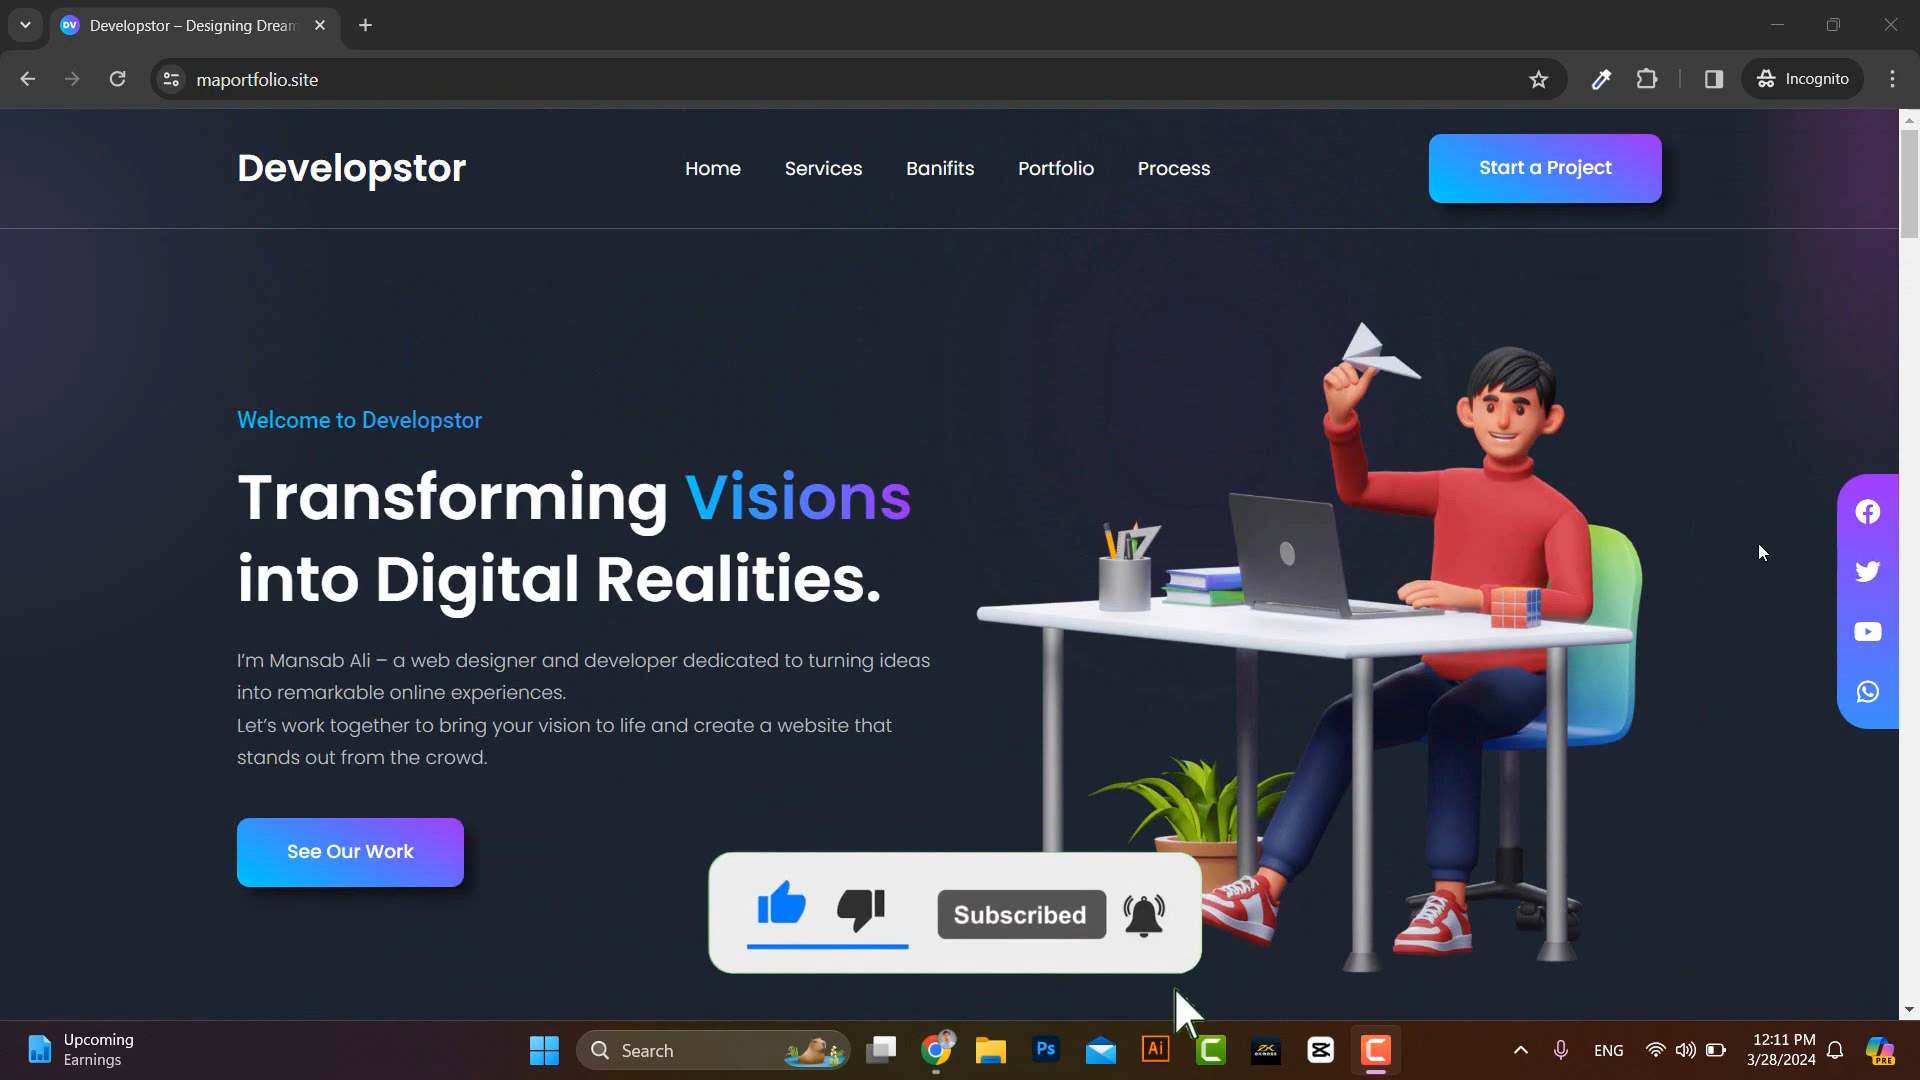 Developstor – Designing Dream
maportfolio.site
Incognito
Developstor
Home
Services
Banifits
Portfolio
Process
Start a Project
Welcome to Developstor
Transforming Visions
into Digital Realities.
I'm Mansab Ali – a web designer and developer dedicated to turning ideas
into remarkable online experiences.
Let's work together to bring your vision to life and create a website that
stands out from the crowd.
See Our Work
Subscribed
Upcoming
Earnings
Search
Ps
Ai
ENG
12:11 PM
3/28/2024
PRE